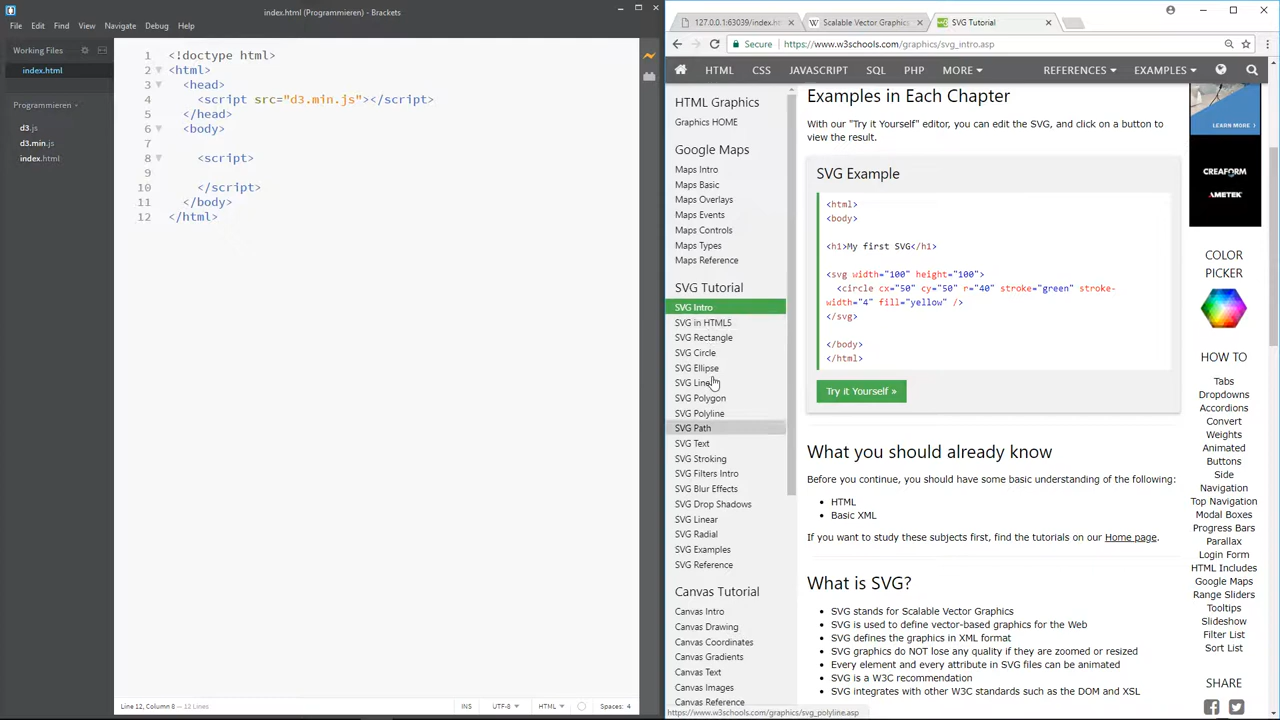 index.html (Programmieren) - Brackets
File Edit View Navigate Debug Help
Working Files
index.html
Programmieren
d3.js
d3.min.js
index.html
1 <!doctype html>
2 <html>
3 <head>
4 <script src="d3.min.js"></script>
5 </head>
6 <body>
7
8 <script>
9
10 </script>
11 </body>
12 </html>
Line 12, Column 8 — 12 Lines
INS UTF-8 HTML Spaces: 4
127.0.0.1:63039/index.ht Scalable Vector Graphics SVG Tutorial
Secure https://www.w3schools.com/graphics/svg_intro.asp
HTML CSS JAVASCRIPT SQL PHP MORE REFERENCES EXAMPLES
HTML Graphics
Graphics HOME
Google Maps
Maps Intro
Maps Basic
Maps Overlays
Maps Events
Maps Controls
Maps Types
Maps Reference
SVG Tutorial
SVG Intro
SVG in HTML5
SVG Rectangle
SVG Circle
SVG Ellipse
SVG Line
SVG Polygon
SVG Polyline
SVG Path
SVG Text
SVG Stroking
SVG Filters Intro
SVG Blur Effects
SVG Drop Shadows
SVG Linear
SVG Radial
SVG Examples
SVG Reference
Canvas Tutorial
Canvas Intro
Canvas Drawing
Canvas Coordinates
Canvas Gradients
Canvas Text
Canvas Images
Canvas Reference
Examples in Each Chapter
With our "Try it Yourself" editor, you can edit the SVG, and click on a button to
view the result.
SVG Example
<html>
<body>
<h1>My first SVG</h1>
<svg width="100" height="100">
<circle cx="50" cy="50" r="40" stroke="green" stroke-
width="4" fill="yellow" />
</svg>
</body>
</html>
Try it Yourself »
What you should already know
Before you continue, you should have some basic understanding of the following:
• HTML
• Basic XML
If you want to study these subjects first, find the tutorials on our Home page.
What is SVG?
• SVG stands for Scalable Vector Graphics
• SVG is used to define vector-based graphics for the Web
• SVG defines the graphics in XML format
• SVG graphics do NOT lose any quality if they are zoomed or resized
• Every element and every attribute in SVG files can be animated
• SVG is a W3C recommendation
• SVG integrates with other W3C standards such as the DOM and XSL
LEARN MORE
CREAFORM
AMETEK
COLOR
PICKER
HOW TO
Tabs
Dropdowns
Accordions
Convert
Weights
Animated
Buttons
Side
Navigation
Top Navigation
Modal Boxes
Progress Bars
Parallax
Login Form
HTML Includes
Google Maps
Range Sliders
Tooltips
Slideshow
Filter List
Sort List
SHARE
https://www.w3schools.com/graphics/svg_polyline.asp